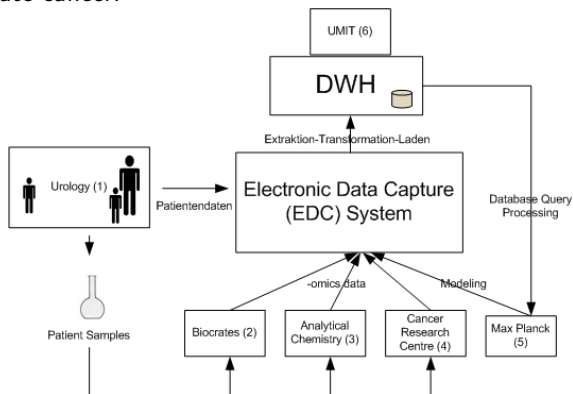 UMIT (6)
DWH
Extraktion-Transformation-Laden
Urology (1)
Patientendaten
Electronic Data Capture
(EDC) System
Database Query
Processing
-omics data
Modeling
Patient Samples
Biocrates (2)
Analytical
Chemistry (3)
Cancer
Research
Centre (4)
Max Planck
(5)